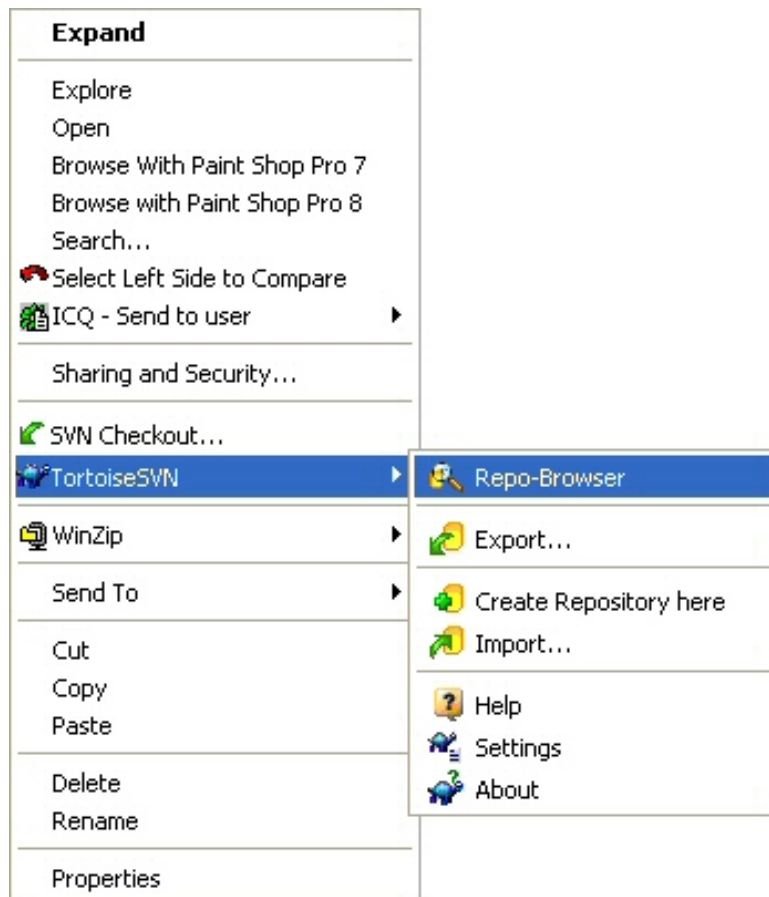 Expand
Explore
Open
Browse With Paint Shop Pro 7
Browse with Paint Shop Pro 8
Search...
Select Left Side to Compare
ICQ - Send to user
Sharing and Security...
SVN Checkout...
TortoiseSVN
WinZip
Send To
Cut
Copy
Paste
Delete
Rename
Properties
Repo-Browser
Export...
Create Repository here
Import...
Help
Settings
About